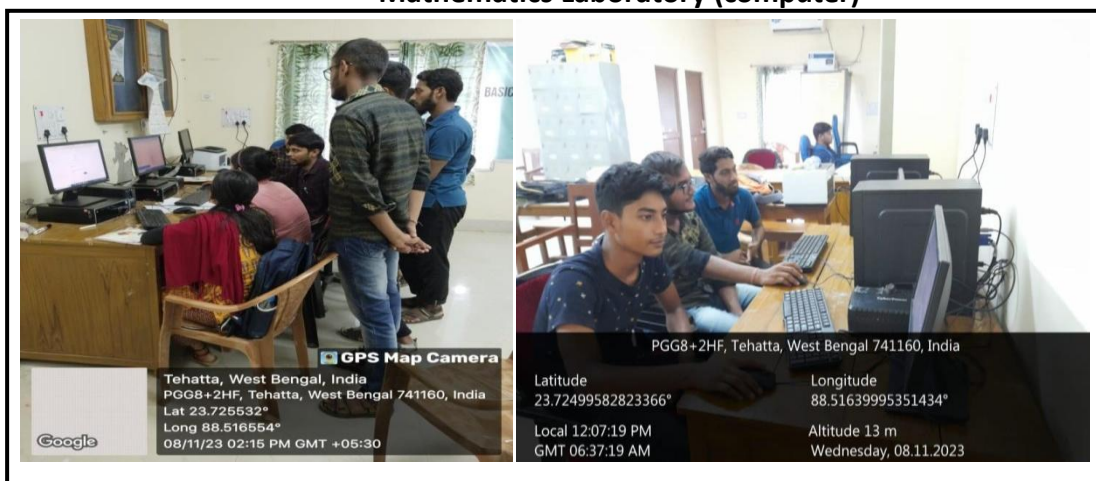 Mathematics Laboratory (computer)
BASIC
GPS Map Camera
Tehatta, West Bengal, India
PGG8+2HF, Tehatta, West Bengal 741160, India
Lat 23.725532°
Long 88.516554°
08/11/23 02:15 PM GMT +05:30
Google
PGG8+2HF, Tehatta, West Bengal 741160, India
Latitude
23.72499582823366°
Longitude
88.51639995351434°
Local 12:07:19 PM
GMT 06:37:19 AM
Altitude 13 m
Wednesday, 08.11.2023